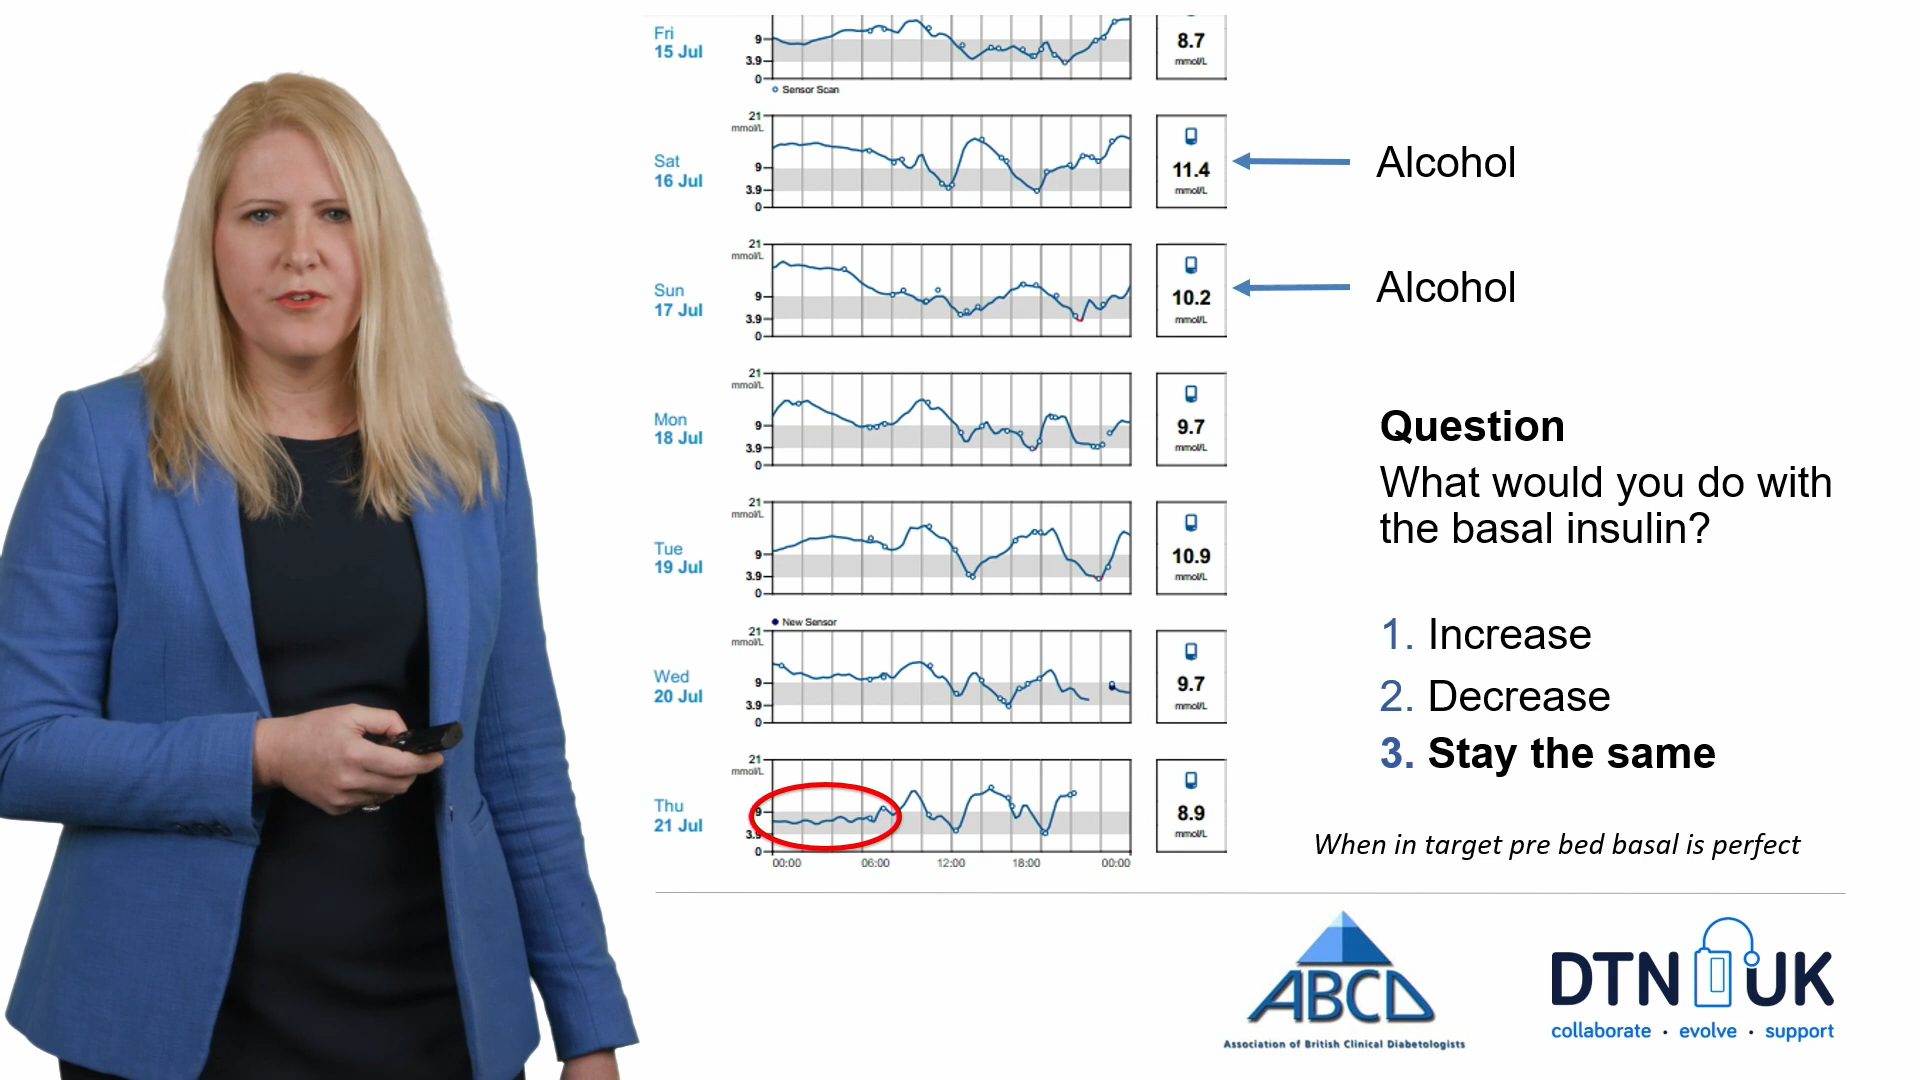 Fri
15 Jul
9
3.9
0
8.7
mmol/L
Sensor Scan
Sat
16 Jul
21
mmol/L
9
3.9
0
11.4
mmol/L
Alcohol
Sun
17 Jul
21
mmol/L
9
3.9
0
10.2
mmol/L
Alcohol
Mon
18 Jul
21
mmol/L
9
3.9
0
9.7
mmol/L
Tue
19 Jul
21
mmol/L
9
3.9
0
10.9
mmol/L
New Sensor
Wed
20 Jul
21
mmol/L
9
3.9
0
9.7
mmol/L
Thu
21 Jul
21
mmol/L
9
3.9
0
8.9
mmol/L
00:00 06:00 12:00 18:00 00:00
Question
What would you do with
the basal insulin?
1. Increase
2. Decrease
3. Stay the same
When in target pre bed basal is perfect
ABCD
Association of British Clinical Diabetologists
DTN UK
collaborate · evolve · support